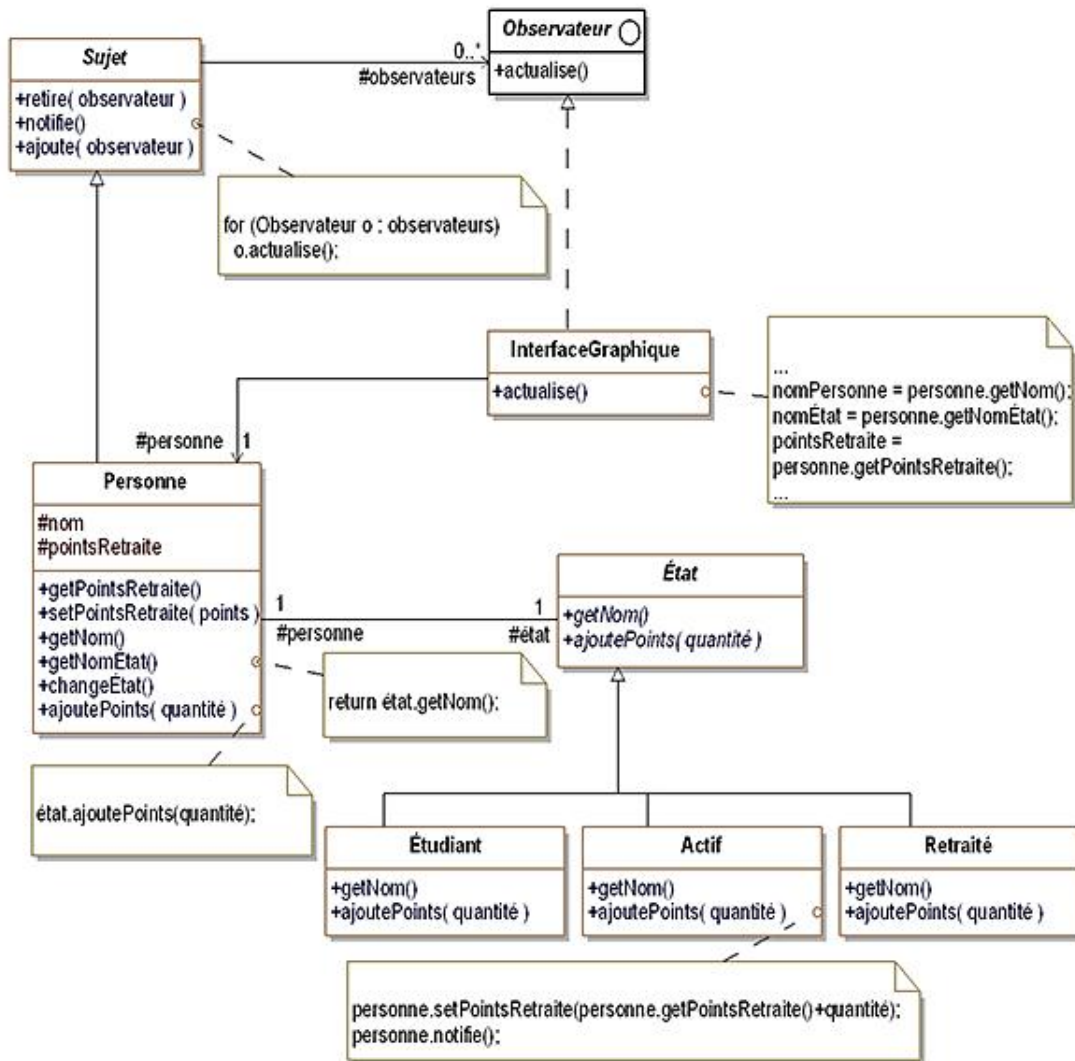 Sujet
+retire( observateur )
+notifie()
+ajoute( observateur )
0..*
#observateurs
Observateur
+actualise()
for (Observateur o : observateurs)
o.actualise();
InterfaceGraphique
+actualise()
...
nomPersonne = personne.getNom();
nomÉtat = personne.getNomÉtat();
pointsRetraite =
personne.getPointsRetraite();
...
#personne 1
Personne
#nom
#pointsRetraite
+getPointsRetraite()
+setPointsRetraite( points )
+getNom()
+getNomÉtat()
+changeÉtat()
+ajoutePoints( quantité )
1
#personne
1
#état
État
+getNom()
+ajoutePoints( quantité )
return état.getNom();
état.ajoutePoints(quantité);
Étudiant
+getNom()
+ajoutePoints( quantité )
Actif
+getNom()
+ajoutePoints( quantité )
Retraité
+getNom()
+ajoutePoints( quantité )
personne.setPointsRetraite(personne.getPointsRetraite()+quantité);
personne.notifie();